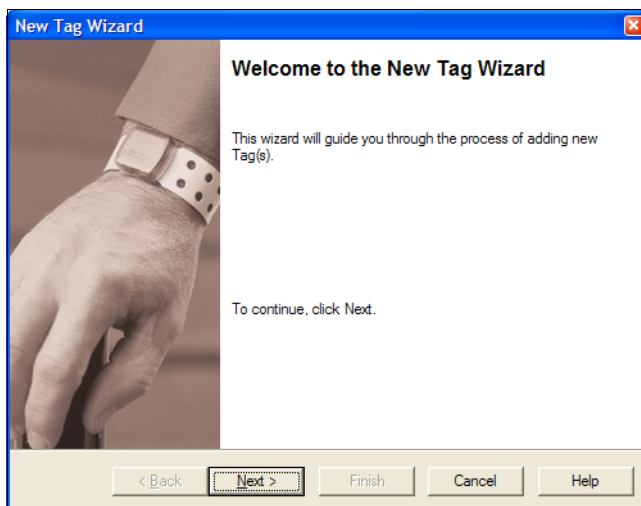 New Tag Wizard
Welcome to the New Tag Wizard
This wizard will guide you through the process of adding new
Tag(s).
To continue, click Next.
< Back Next > Finish Cancel Help